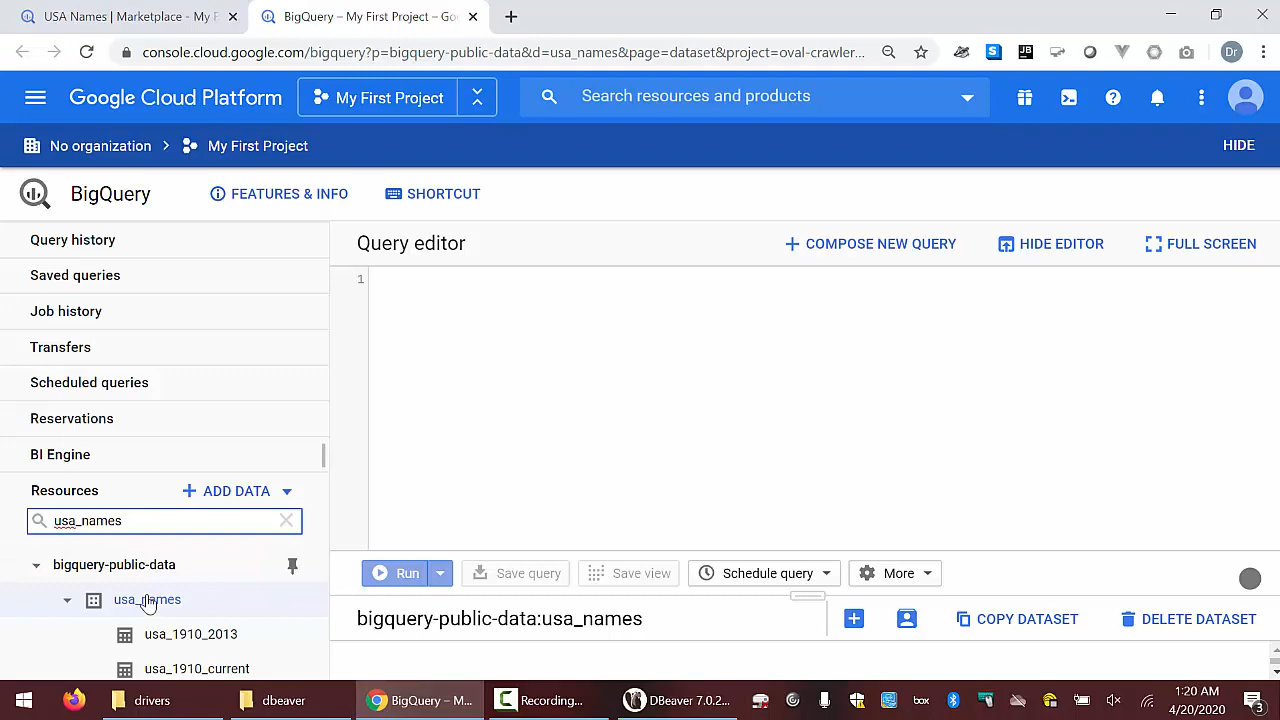 USA Names | Marketplace - My F
BigQuery – My First Project – Go
console.cloud.google.com/bigquery?p=bigquery-public-data&d=usa_names&page=dataset&project=oval-crawler...
Dr
Google Cloud Platform
My First Project
Search resources and products
No organization
My First Project
HIDE
BigQuery
FEATURES & INFO
SHORTCUT
Query history
Saved queries
Job history
Transfers
Scheduled queries
Reservations
BI Engine
Resources
ADD DATA
usa_names
bigquery-public-data
usa_names
usa_1910_2013
usa_1910_current
Query editor
COMPOSE NEW QUERY
HIDE EDITOR
FULL SCREEN
1
Run
Save query
Save view
Schedule query
More
bigquery-public-data:usa_names
COPY DATASET
DELETE DATASET
drivers
dbeaver
BigQuery – M...
Recording...
DBeaver 7.0.2...
box
1:20 AM
4/20/2020
3